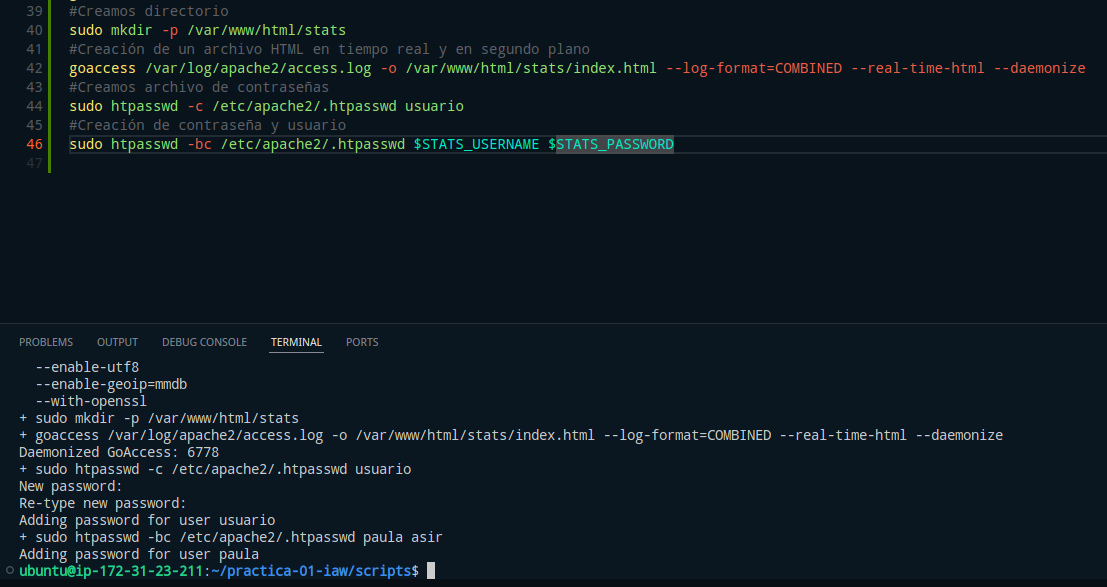 39 #Creamos directorio
40 sudo mkdir -p /var/www/html/stats
41 #Creación de un archivo HTML en tiempo real y en segundo plano
42 goaccess /var/log/apache2/access.log -o /var/www/html/stats/index.html --log-format=COMBINED --real-time-html --daemonize
43 #Creamos archivo de contraseñas
44 sudo htpasswd -c /etc/apache2/.htpasswd usuario
45 #Creación de contraseña y usuario
46 sudo htpasswd -bc /etc/apache2/.htpasswd $STATS_USERNAME $STATS_PASSWORD
47
PROBLEMS OUTPUT DEBUG CONSOLE TERMINAL PORTS
--enable-utf8
--enable-geoip=mmdb
--with-openssl
+ sudo mkdir -p /var/www/html/stats
+ goaccess /var/log/apache2/access.log -o /var/www/html/stats/index.html --log-format=COMBINED --real-time-html --daemonize
Daemonized GoAccess: 6778
+ sudo htpasswd -c /etc/apache2/.htpasswd usuario
New password:
Re-type new password:
Adding password for user usuario
+ sudo htpasswd -bc /etc/apache2/.htpasswd paula asir
Adding password for user paula
ubuntu@ip-172-31-23-211:~/practica-01-iaw/scripts$